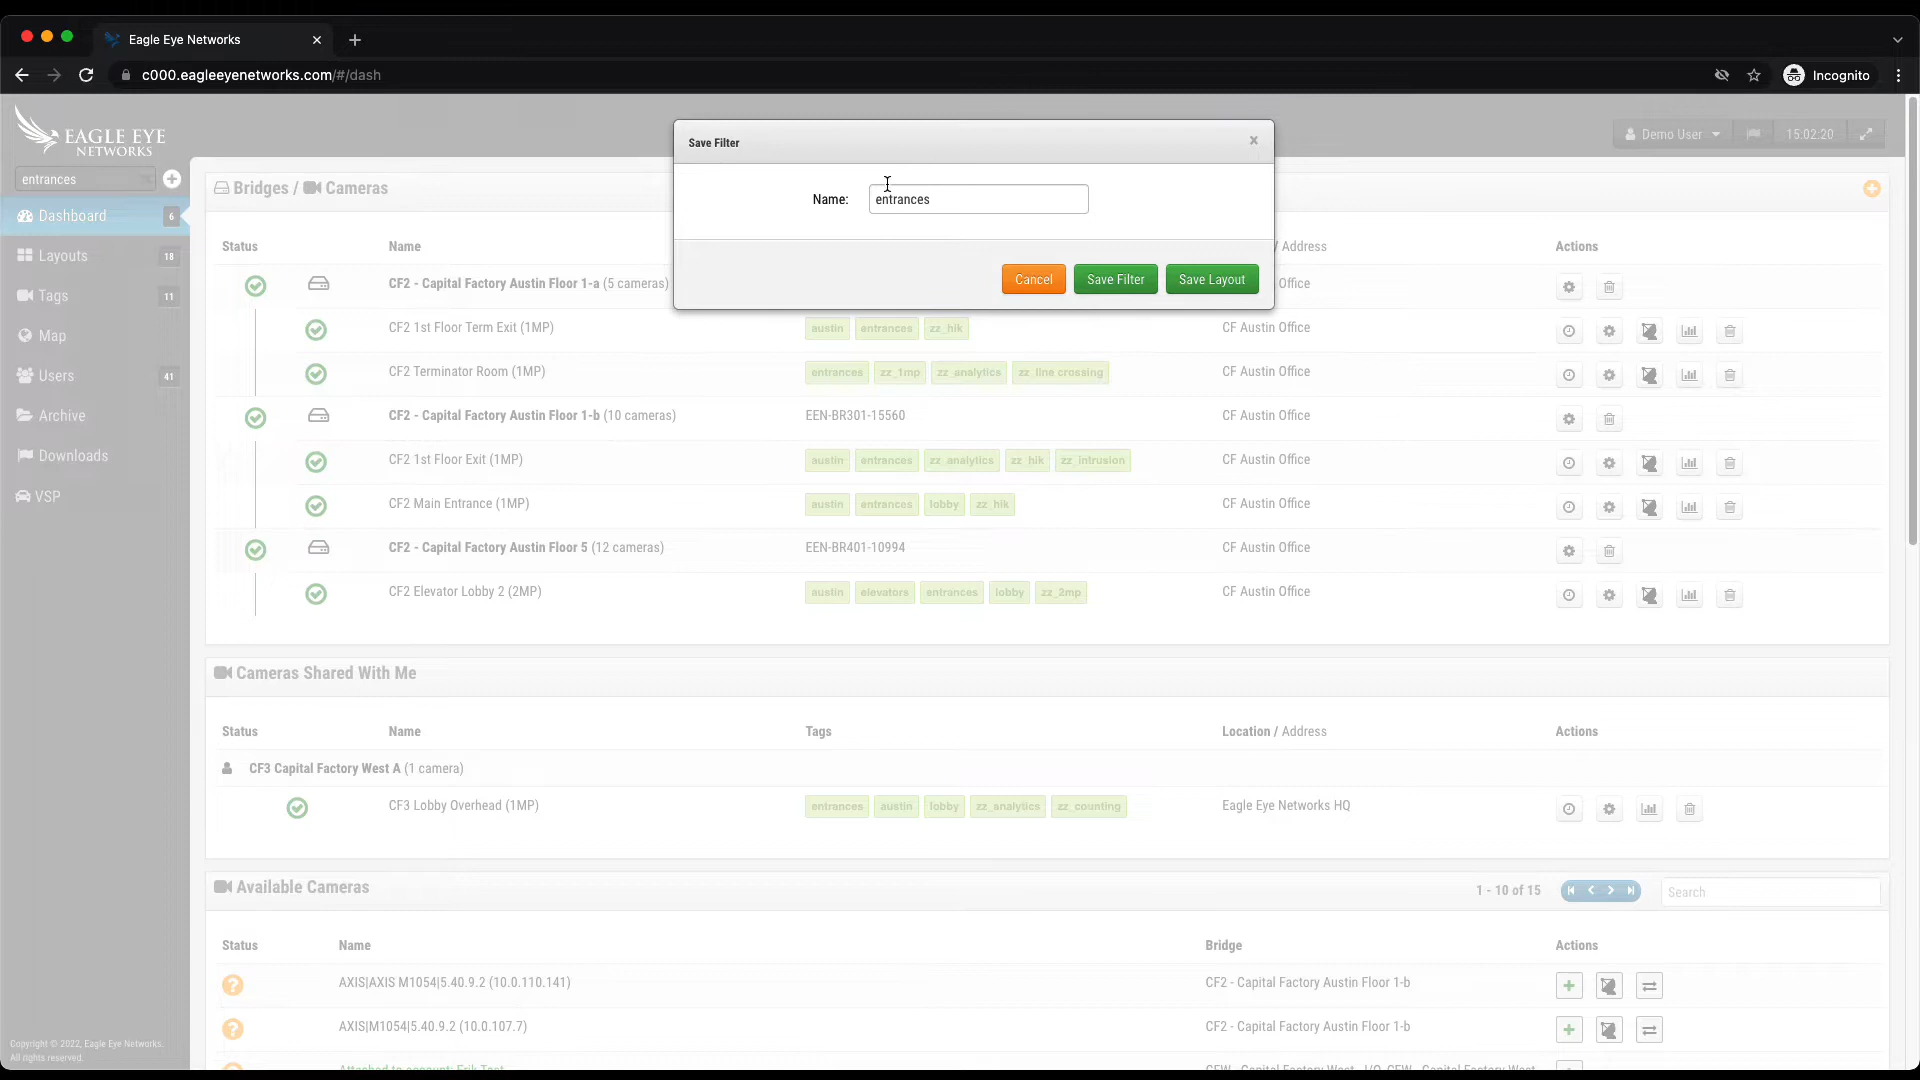 Eagle Eye Networks
c000.eagleeyenetworks.com/#/dash
Incognito
EAGLE EYE
NETWORKS
Demo User
15:02:20
Save Filter
Name: entrances
Cancel Save Filter Save Layout
entrances
Dashboard 6
Layouts 18
Tags 11
Map
Users 41
Archive
Downloads
VSP
Copyright © 2022, Eagle Eye Networks.
All rights reserved.
Bridges / Cameras
Status Name / Address Actions
CF2 - Capital Factory Austin Floor 1-a (5 cameras) Office
CF2 1st Floor Term Exit (1MP) austin entrances zz_hik CF Austin Office
CF2 Terminator Room (1MP) entrances zz_1mp zz_analytics zz_line crossing CF Austin Office
CF2 - Capital Factory Austin Floor 1-b (10 cameras) EEN-BR301-15560 CF Austin Office
CF2 1st Floor Exit (1MP) austin entrances zz_analytics zz_hik zz_intrusion CF Austin Office
CF2 Main Entrance (1MP) austin entrances lobby zz_hik CF Austin Office
CF2 - Capital Factory Austin Floor 5 (12 cameras) EEN-BR401-10994 CF Austin Office
CF2 Elevator Lobby 2 (2MP) austin elevators entrances lobby zz_2mp CF Austin Office
Cameras Shared With Me
Status Name Tags Location / Address Actions
CF3 Capital Factory West A (1 camera)
CF3 Lobby Overhead (1MP) entrances austin lobby zz_analytics zz_counting Eagle Eye Networks HQ
Available Cameras 1 - 10 of 15 Search
Status Name Bridge Actions
AXIS|AXIS M1054|5.40.9.2 (10.0.110.141) CF2 - Capital Factory Austin Floor 1-b
AXIS|M1054|5.40.9.2 (10.0.107.7) CF2 - Capital Factory Austin Floor 1-b